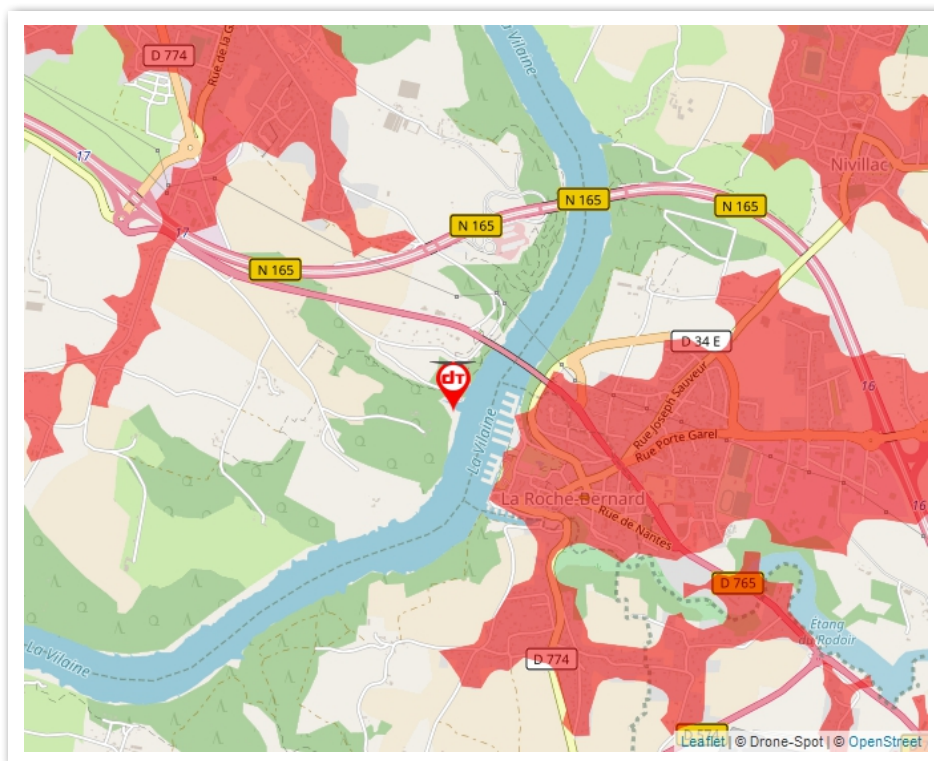 D 774
Rue de la G
La Vilaine
17
Nivillac
N 165
N 165
N 165
17
N 165
D 34 E
dT
16
Rue Joseph Sauveur
Rue Porte Garel
La Vilaine
La Roche-Bernard
16
Rue de Nantes
D 765
Étang
du Rodoir
La Vilaine
D 774
Leaflet | © Drone-Spot | © OpenStreet